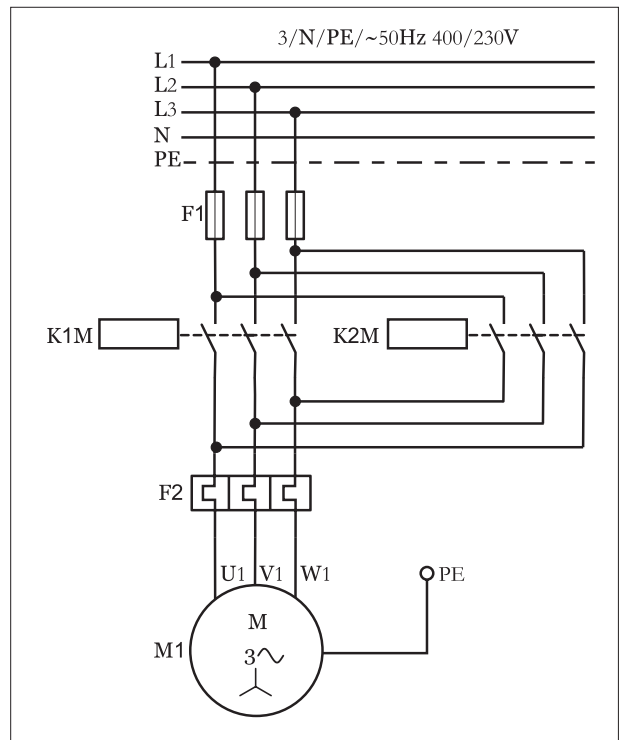 3/N/PE/~50Hz 400/230V
L1
L2
L3
N
PE
F1
K1M
K2M
F2
U1 V1 W1
PE
M1
M
3